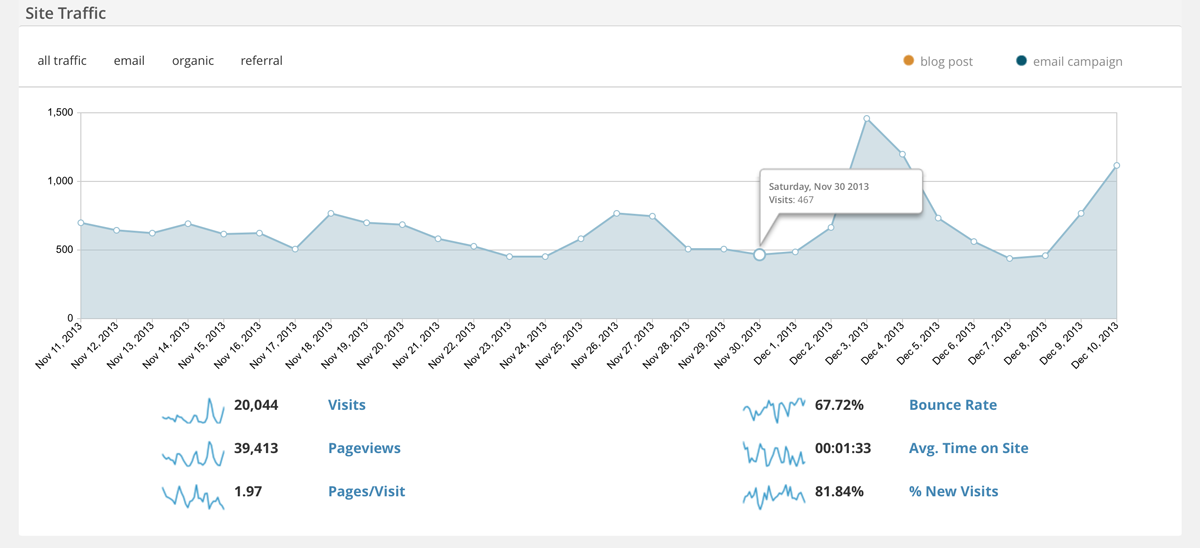 Site Traffic
all traffic email organic referral
blog post email campaign
1,500
1,000
500
0
Saturday, Nov 30 2013
Visits: 467
Nov 11, 2013
Nov 12, 2013
Nov 13, 2013
Nov 14, 2013
Nov 15, 2013
Nov 16, 2013
Nov 17, 2013
Nov 18, 2013
Nov 19, 2013
Nov 20, 2013
Nov 21, 2013
Nov 22, 2013
Nov 23, 2013
Nov 24, 2013
Nov 25, 2013
Nov 26, 2013
Nov 27, 2013
Nov 28, 2013
Nov 29, 2013
Nov 30, 2013
Dec 1, 2013
Dec 2, 2013
Dec 3, 2013
Dec 4, 2013
Dec 5, 2013
Dec 6, 2013
Dec 7, 2013
Dec 8, 2013
Dec 9, 2013
Dec 10, 2013
20,044 Visits
67.72% Bounce Rate
39,413 Pageviews
00:01:33 Avg. Time on Site
1.97 Pages/Visit
81.84% % New Visits